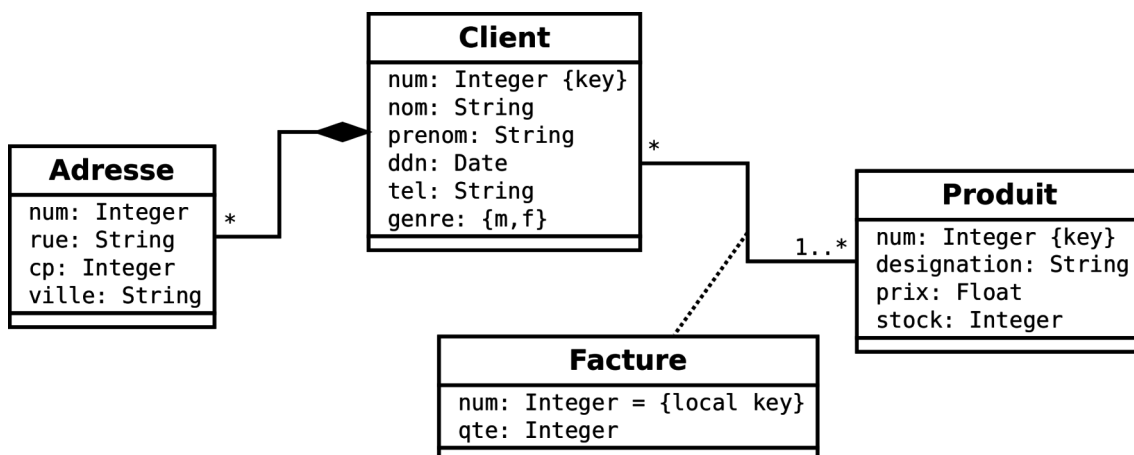 Client
num: Integer {key}
nom: String
prenom: String
ddn: Date
tel: String
genre: {m,f}
*
Adresse
num: Integer
rue: String
cp: Integer
ville: String
*
Produit
num: Integer {key}
designation: String
prix: Float
stock: Integer
1..*
Facture
num: Integer = {local key}
qte: Integer